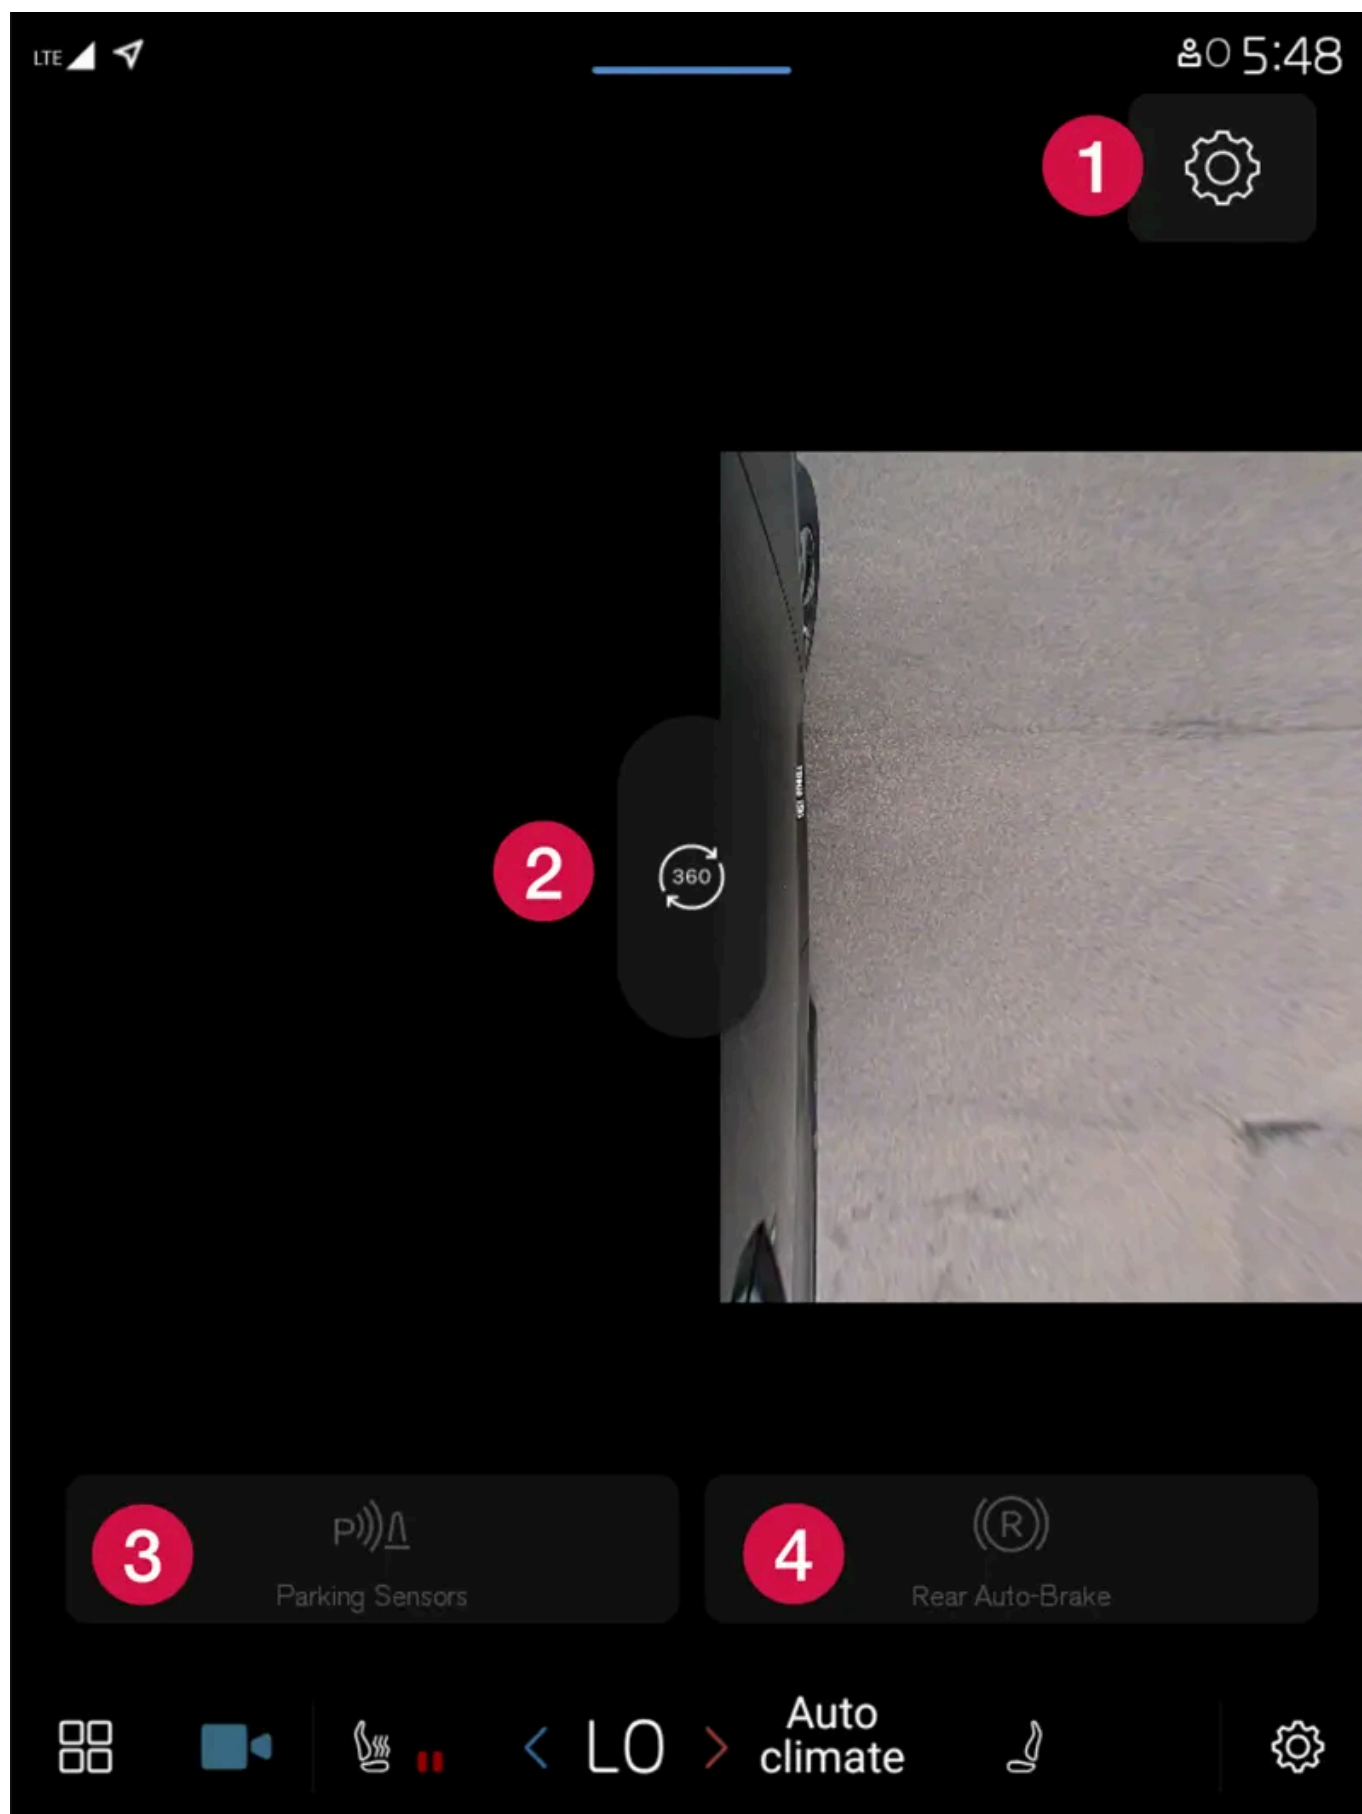 LTE
0 5:48
1
2
360
3
P
Parking Sensors
4
R
Rear Auto-Brake
LO
Auto
climate